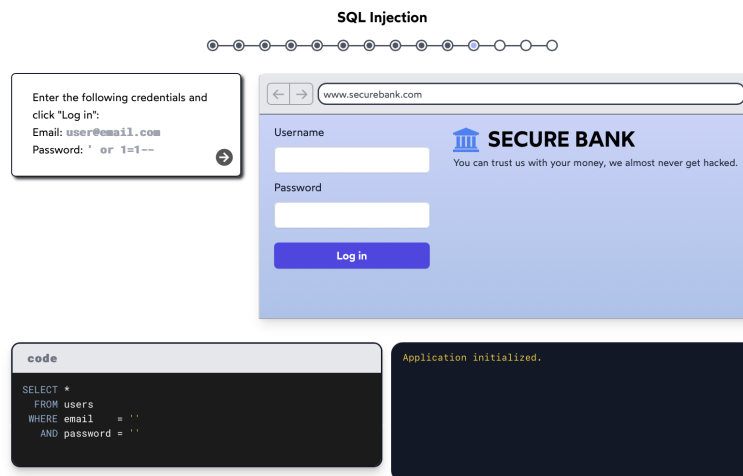 SQL Injection
Enter the following credentials and
click "Log in":
Email: user@email.com
Password: ' or 1=1--
www.securebank.com
Username
SECURE BANK
You can trust us with your money, we almost never get hacked.
Password
Log in
code
SELECT *
FROM users
WHERE email = ''
AND password = ''
Application initialized.